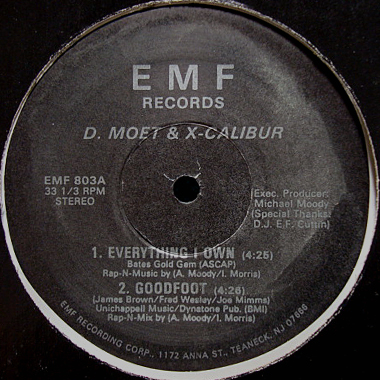 EMF
RECORDS
D. MOET & X-CALIBUR
EMF 803A
33 1/3 RPM
STEREO
Exec. Producer:
Michael Moody
(Special Thanks:
D.J. E.F. Cuttin)
1. EVERYTHING I OWN (4:25)
Bates Gold Gem (ASCAP)
Rap-N-Music by (A. Moody/I. Morris)
2. GOODFOOT (4:26)
(James Brown/Fred Wesley/Joe Mimms)
Unichappell Music/Dynatone Pub. (BMI)
Rap-N-Mix by (A. Moody/I. Morris)
EMF RECORDING CORP., 1172 ANNA ST., TEANECK, NJ 07666